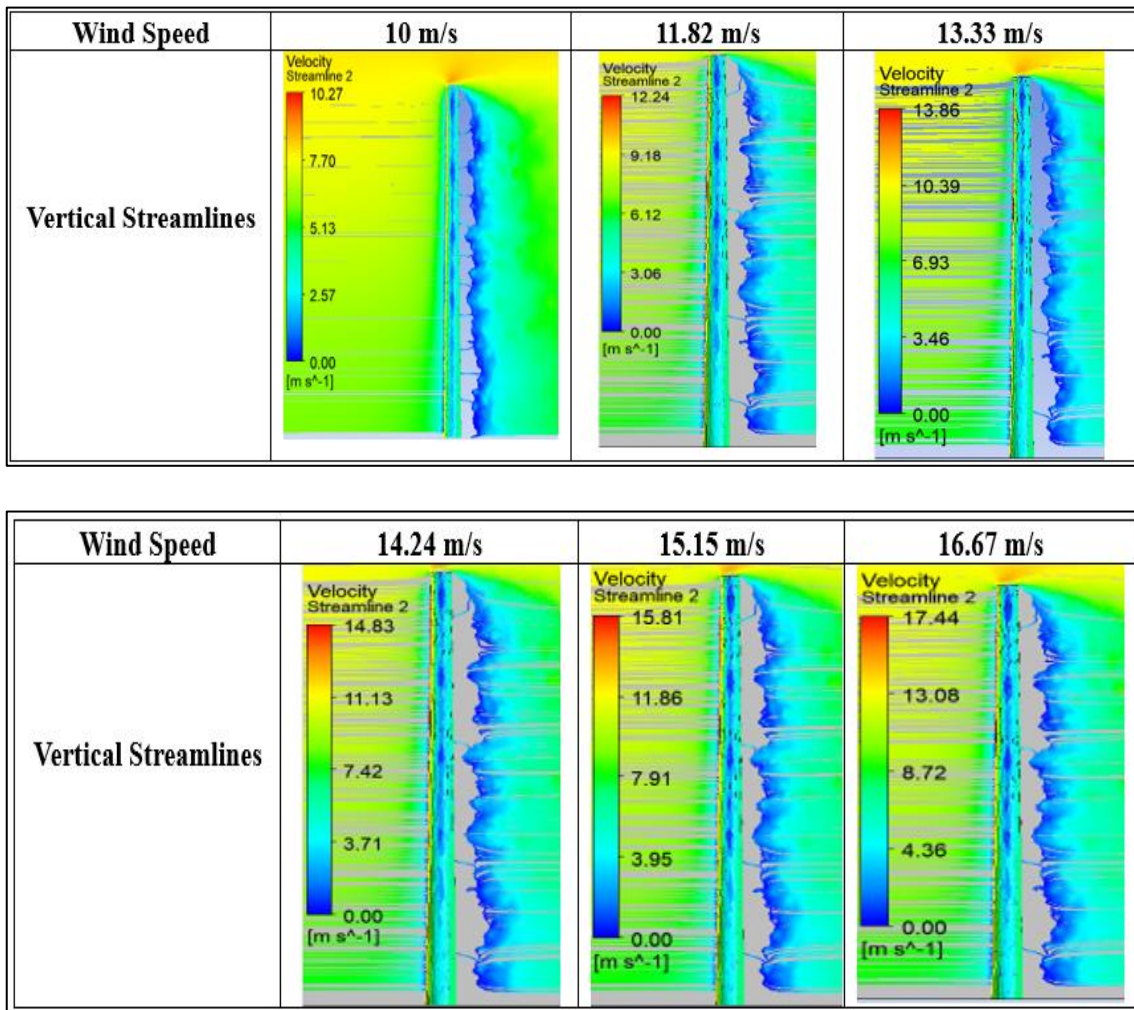 Wind Speed 10 m/s 11.82 m/s 13.33 m/s
Vertical Streamlines
Velocity
Streamline 2
10.27
7.70
5.13
2.57
0.00
[m s^-1]
Velocity
Streamline 2
12.24
9.18
6.12
3.06
0.00
[m s^-1]
Velocity
Streamline 2
13.86
10.39
6.93
3.46
0.00
[m s^-1]
Wind Speed 14.24 m/s 15.15 m/s 16.67 m/s
Vertical Streamlines
Velocity
Streamline 2
14.83
11.13
7.42
3.71
0.00
[m s^-1]
Velocity
Streamline 2
15.81
11.86
7.91
3.95
0.00
[m s^-1]
Velocity
Streamline 2
17.44
13.08
8.72
4.36
0.00
[m s^-1]